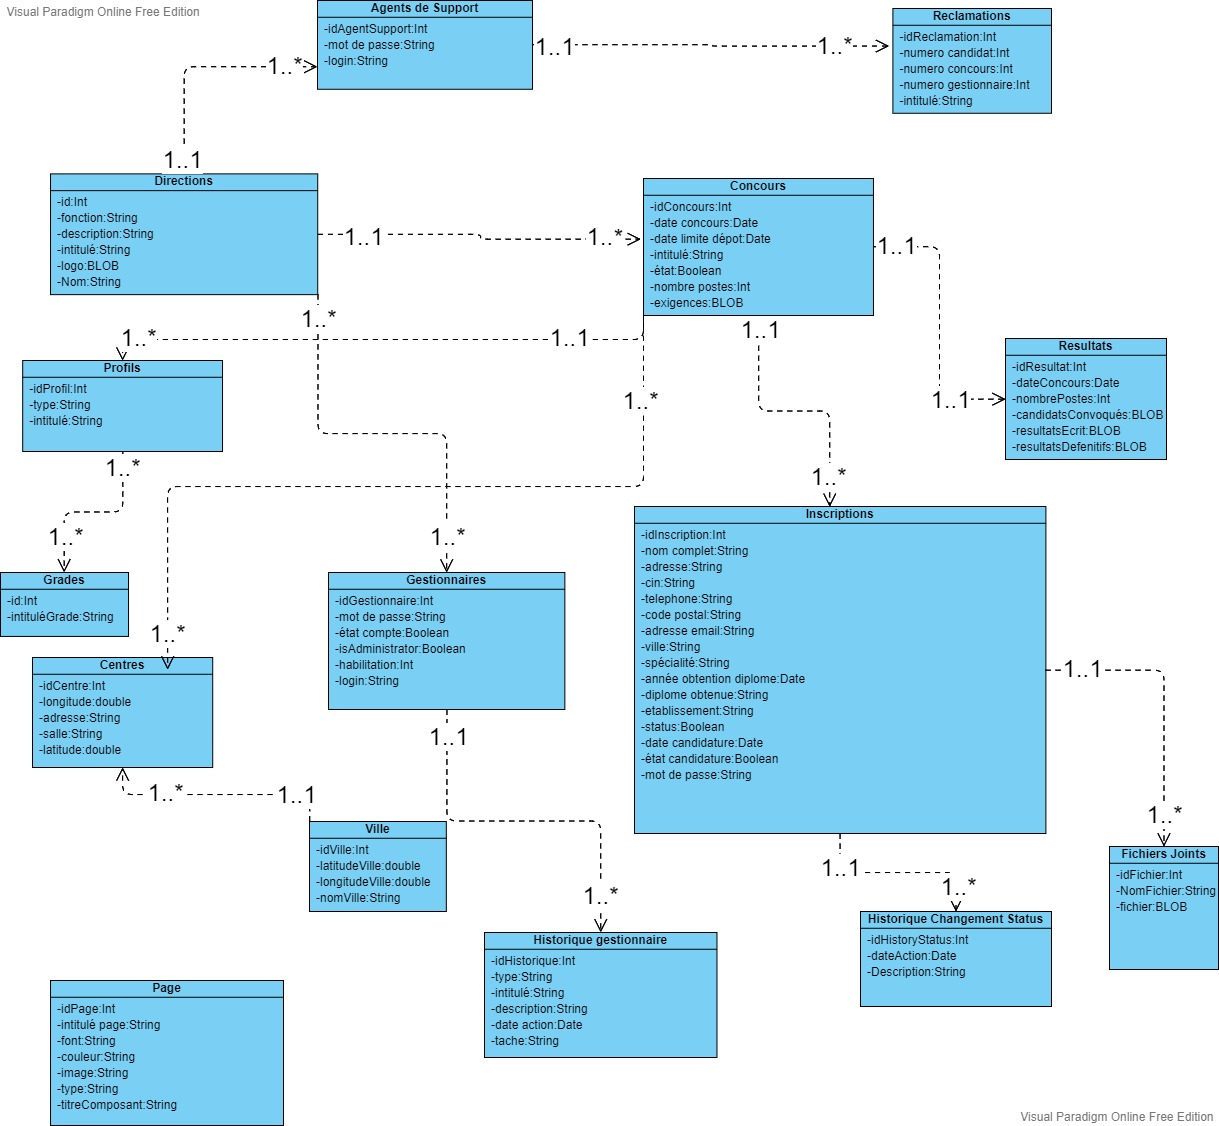 Visual Paradigm Online Free Edition
Agents de Support
-idAgentSupport:Int
-mot de passe:String
-login:String
1..1
1..*
Reclamations
-idReclamation:Int
-numero candidat:Int
-numero concours:Int
-numero gestionnaire:Int
-intitulé:String
1..*
1..1
Directions
-id:Int
-fonction:String
-description:String
-intitulé:String
-logo:BLOB
-Nom:String
1..1
1..*
Concours
-idConcours:Int
-date concours:Date
-date limite dépot:Date
-intitulé:String
-état:Boolean
-nombre postes:Int
-exigences:BLOB
1..1
1..1
Resultats
-idResultat:Int
-dateConcours:Date
-nombrePostes:Int
-candidatsConvoqués:BLOB
-resultatsEcrit:BLOB
-resultatsDefenitifs:BLOB
1..*
1..*
1..1
1..1
Profils
-idProfil:Int
-type:String
-intitulé:String
1..*
1..*
1..*
1..*
1..*
Grades
-id:Int
-intituléGrade:String
Gestionnaires
-idGestionnaire:Int
-mot de passe:String
-état compte:Boolean
-isAdministrator:Boolean
-habilitation:Int
-login:String
Inscriptions
-idInscription:Int
-nom complet:String
-adresse:String
-cin:String
-telephone:String
-code postal:String
-adresse email:String
-ville:String
-spécialité:String
-année obtention diplome:Date
-diplome obtenue:String
-etablissement:String
-status:Boolean
-date candidature:Date
-état candidature:Boolean
-mot de passe:String
1..*
Centres
-idCentre:Int
-longitude:double
-adresse:String
-salle:String
-latitude:double
1..1
1..1
1..*
1..1
1..*
Ville
-idVille:Int
-latitudeVille:double
-longitudeVille:double
-nomVille:String
Fichiers Joints
-idFichier:Int
-NomFichier:String
-fichier:BLOB
1..1
1..*
1..*
Historique Changement Status
-idHistoryStatus:Int
-dateAction:Date
-Description:String
Historique gestionnaire
-idHistorique:Int
-type:String
-intitulé:String
-description:String
-date action:Date
-tache:String
Page
-idPage:Int
-intitulé page:String
-font:String
-couleur:String
-image:String
-type:String
-titreComposant:String
Visual Paradigm Online Free Edition